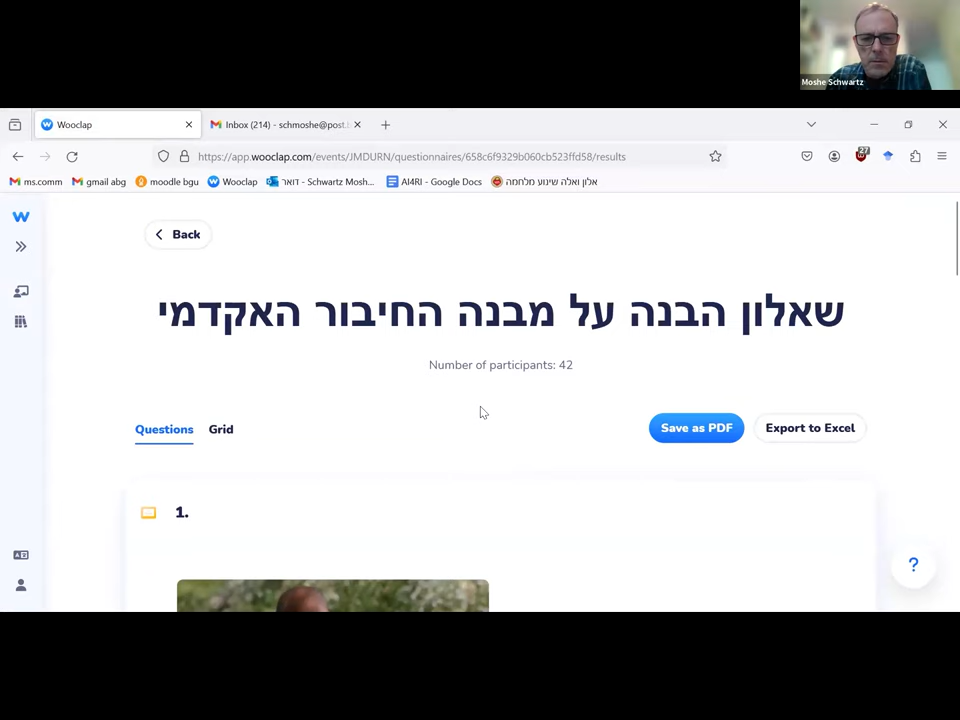 Moshe Schwartz
Wooclap
Inbox (214) - schmoshe@post.
https://app.wooclap.com/events/JMDURN/questionnaires/658c6f9329b060cb523ffd58/results
27
ms.comm
gmail abg
moodle bgu
Wooclap
דואר - Schwartz Mosh...
AI4RI - Google Docs
אלון ואלה שינוע מלחמה
Back
שאלון הבנה על מבנה החיבור האקדמי
Number of participants: 42
Questions
Grid
Save as PDF
Export to Excel
1.
?